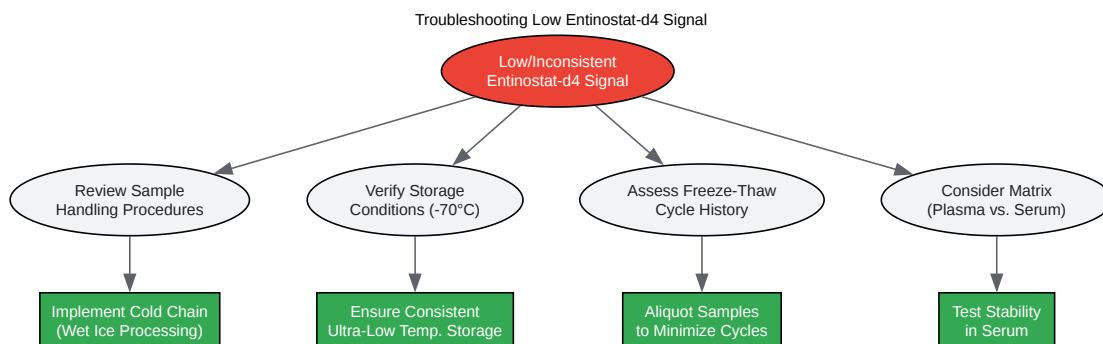 Troubleshooting Low Entinostat-d4 Signal
Low/Inconsistent
Entinostat-d4 Signal
Review Sample
Handling Procedures
Verify Storage
Conditions (-70°C)
Assess Freeze-Thaw
Cycle History
Consider Matrix
(Plasma vs. Serum)
Implement Cold Chain
(Wet Ice Processing)
Ensure Consistent
Ultra-Low Temp. Storage
Aliquot Samples
to Minimize Cycles
Test Stability
in Serum